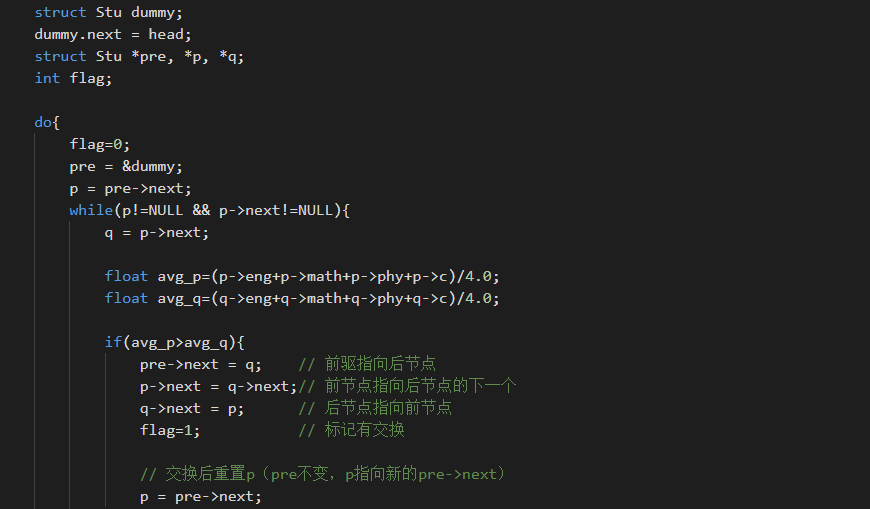 struct Stu dummy;
dummy.next = head;
struct Stu *pre, *p, *q;
int flag;
do{
flag=0;
pre = &dummy;
p = pre->next;
while(p!=NULL && p->next!=NULL){
q = p->next;
float avg_p=(p->eng+p->math+p->phy+p->c)/4.0;
float avg_q=(q->eng+q->math+q->phy+q->c)/4.0;
if(avg_p>avg_q){
pre->next = q;    // 前驱指向后节点
p->next = q->next;// 前节点指向后节点的下一个
q->next = p;      // 后节点指向前节点
flag=1;           // 标记有交换
// 交换后重置p（pre不变，p指向新的pre->next）
p = pre->next;